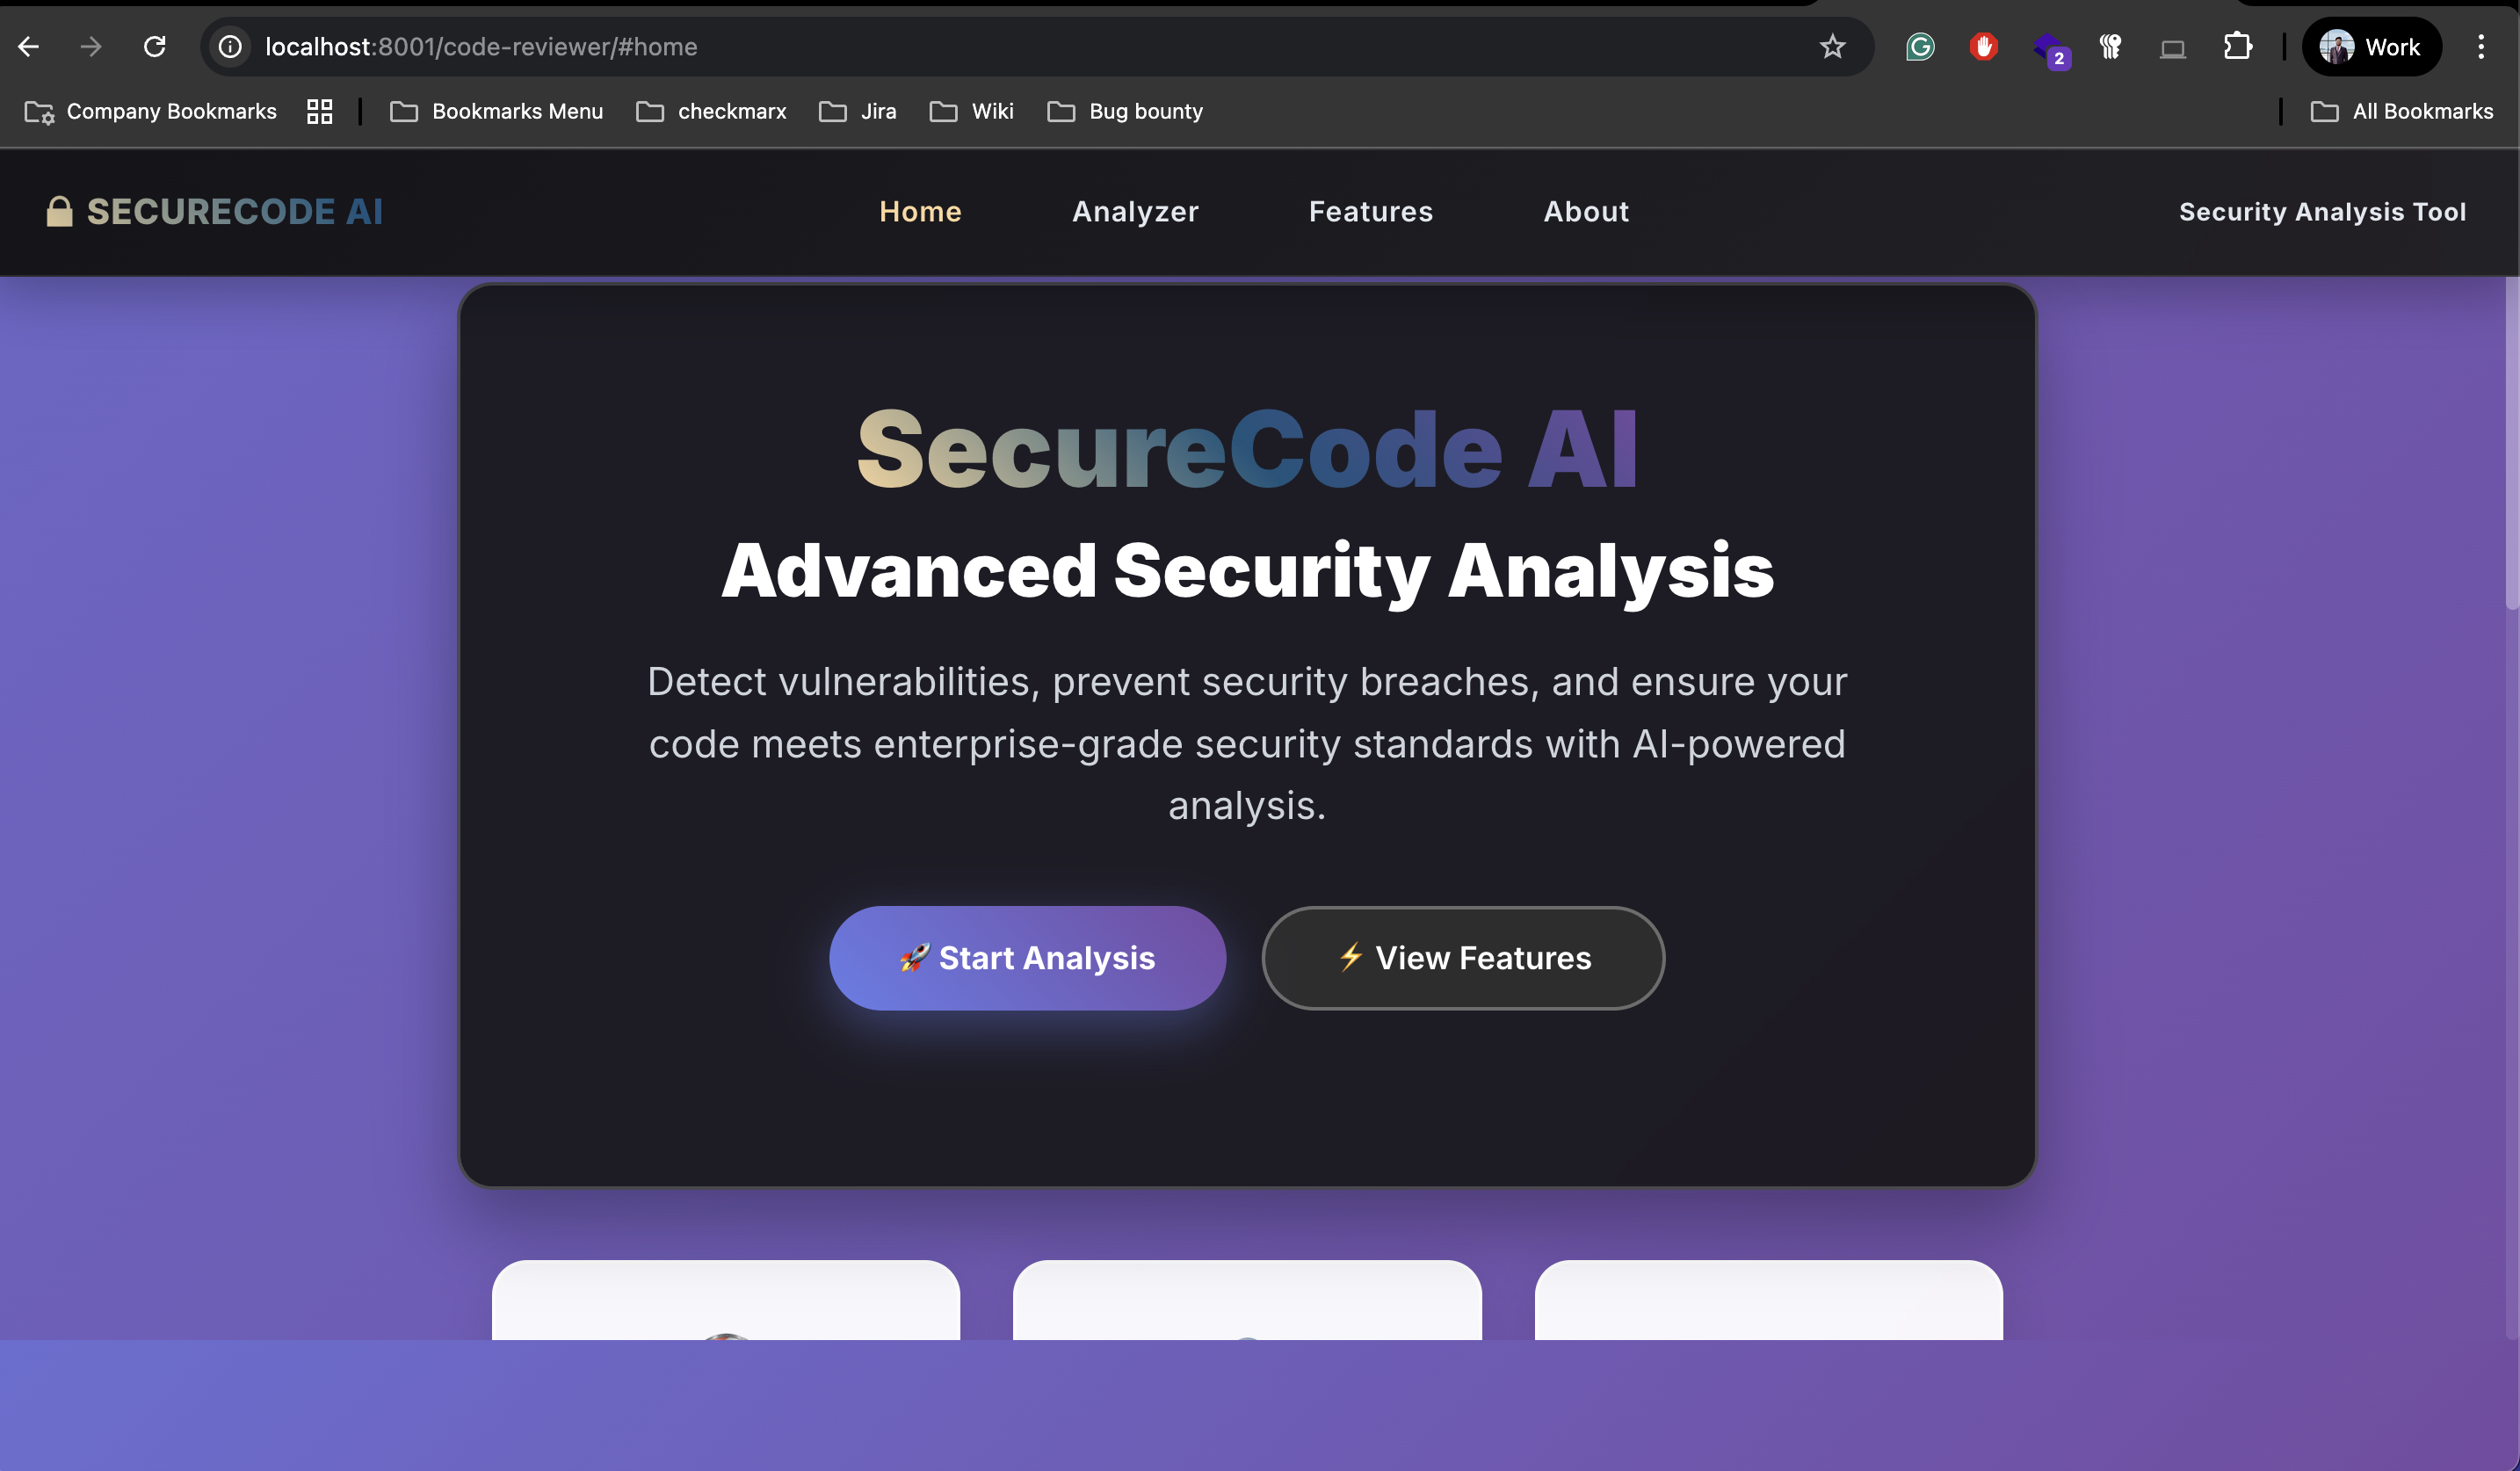 localhost:8001/code-reviewer/#home
2
Work
Company Bookmarks
Bookmarks Menu
checkmarx
Jira
Wiki
Bug bounty
All Bookmarks
SECURECODE AI
Home
Analyzer
Features
About
Security Analysis Tool
SecureCode AI
Advanced Security Analysis
Detect vulnerabilities, prevent security breaches, and ensure your
code meets enterprise-grade security standards with AI-powered
analysis.
🚀 Start Analysis
⚡ View Features